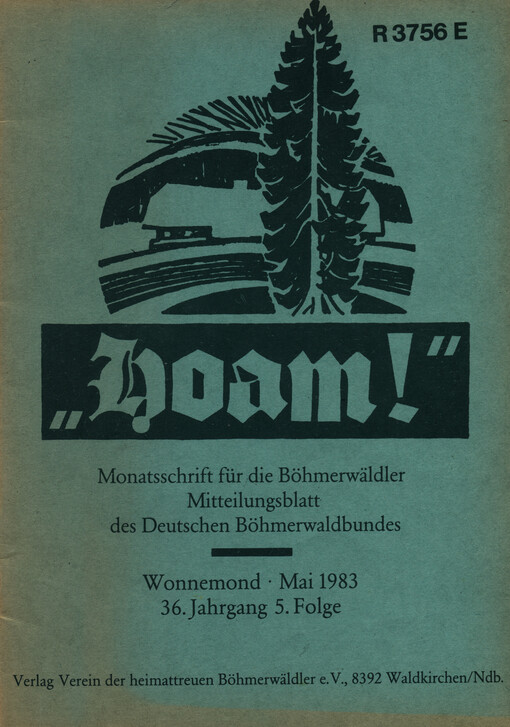 R 3756 E
„Hoam!“
Monatsschrift für die Böhmerwäldler
Mitteilungsblatt
des Deutschen Böhmerwaldbundes
Wonnemond · Mai 1983
36. Jahrgang 5. Folge
Verlag Verein der heimattreuen Böhmerwäldler e. V., 8392 Waldkirchen/Ndb.